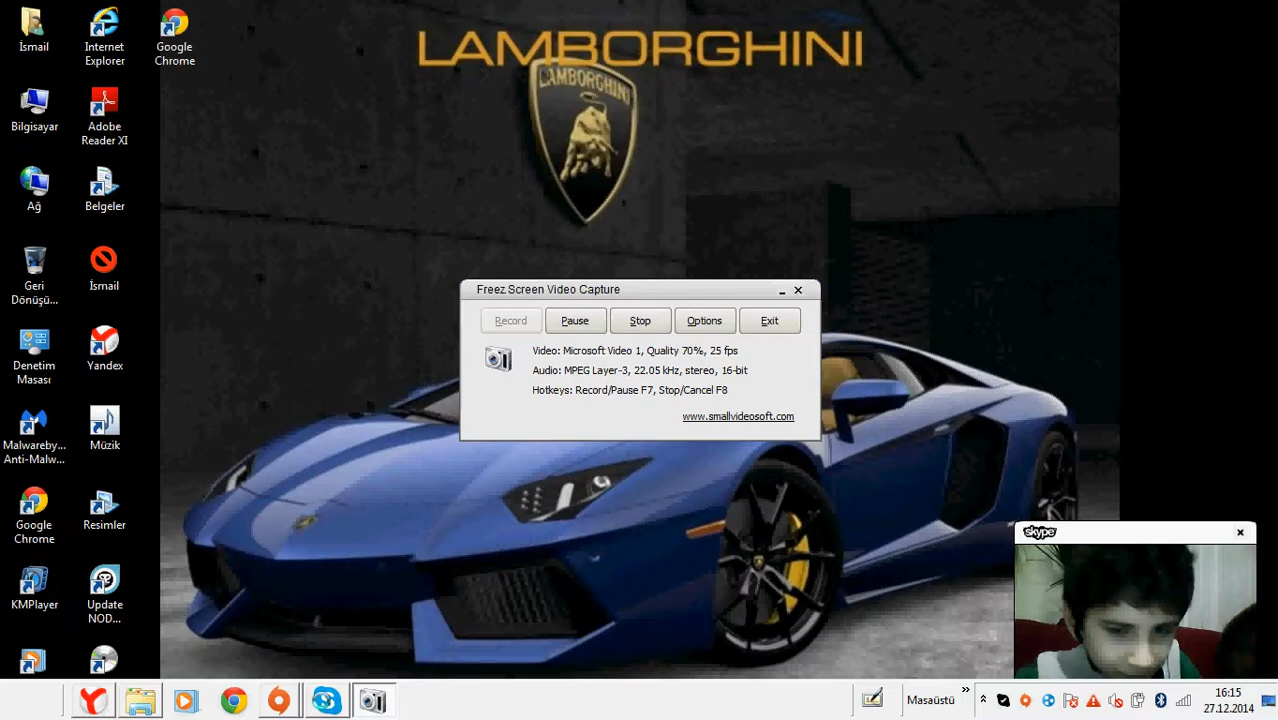 İsmail
Internet
Explorer
Google
Chrome
Bilgisayar
Adobe
Reader XI
Ağ
Belgeler
Geri
Dönüşü...
İsmail
Denetim
Masası
Yandex
Malwareby...
Anti-Malw...
Müzik
Google
Chrome
Resimler
KMPlayer
Update
NOD...
LAMBORGHINI
LAMBORGHINI
Freez Screen Video Capture
Record
Pause
Stop
Options
Exit
Video: Microsoft Video 1, Quality 70%, 25 fps
Audio: MPEG Layer-3, 22.05 kHz, stereo, 16-bit
Hotkeys: Record/Pause F7, Stop/Cancel F8
www.smallvideosoft.com
skype
Masaüstü
16:15
27.12.2014